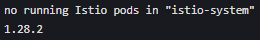 no running Istio pods in "istio-system"
1.28.2